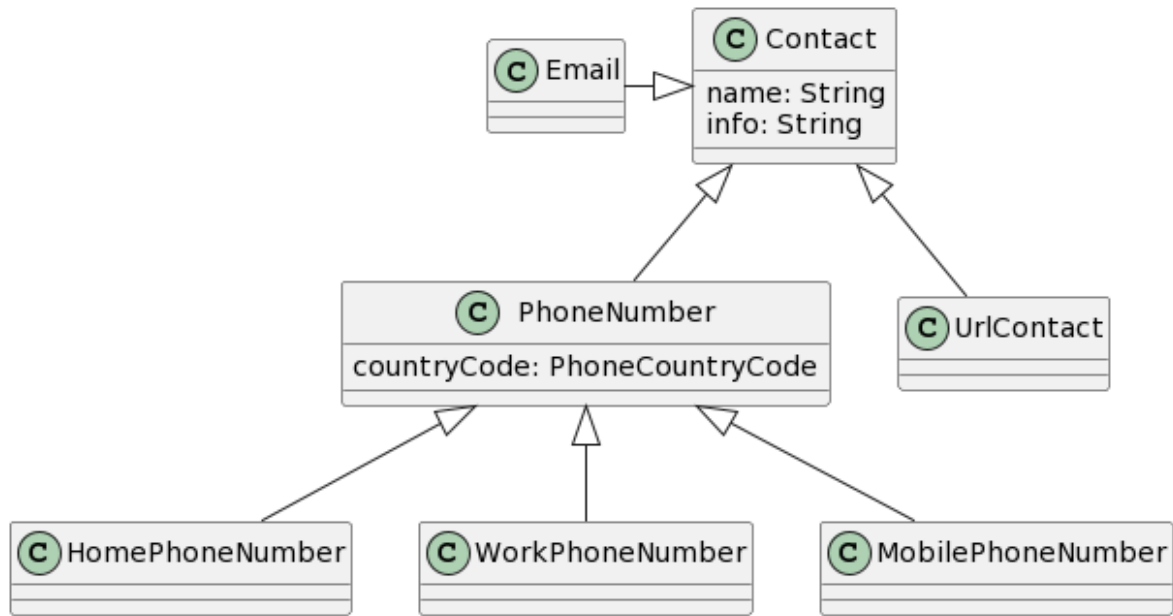 C Email
C Contact
name: String
info: String
C PhoneNumber
countryCode: PhoneCountryCode
C UrlContact
C HomePhoneNumber
C WorkPhoneNumber
C MobilePhoneNumber